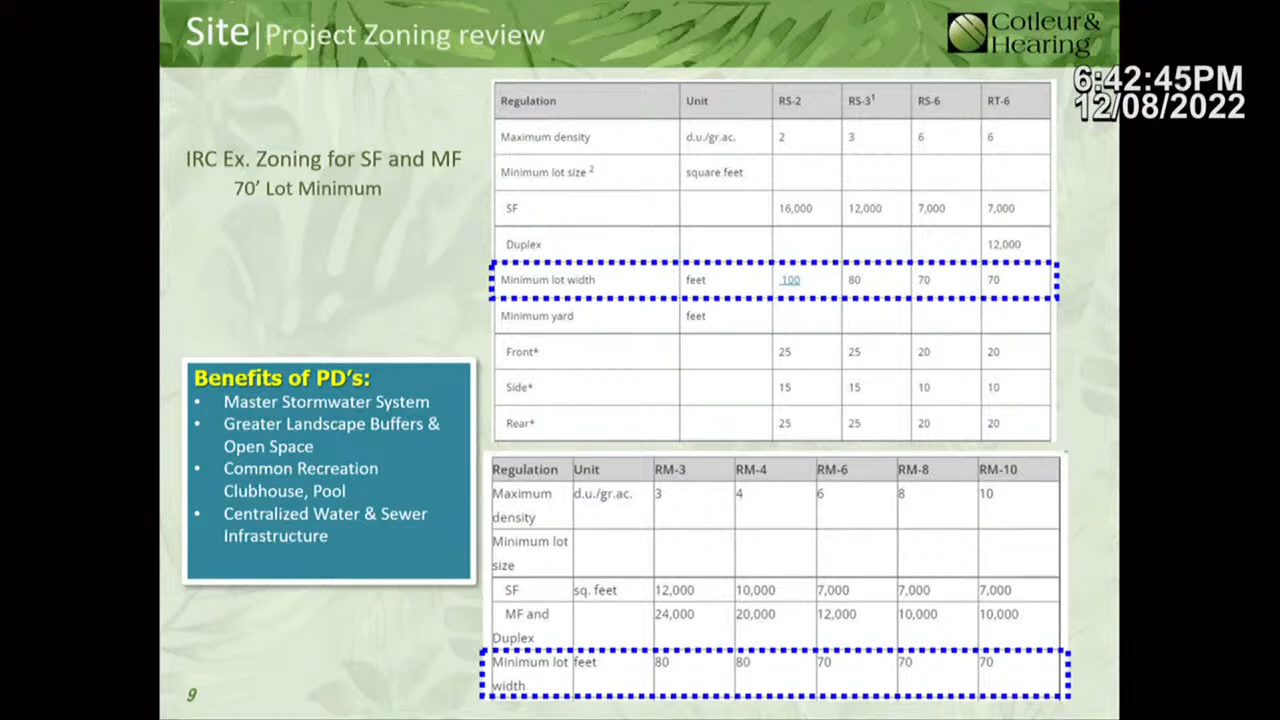 Site|Project Zoning review
Cotleur&
Hearing
6:42:45PM
12/08/2022
IRC Ex. Zoning for SF and MF
70’ Lot Minimum
Regulation Unit RS-2 RS-3¹ RS-6 RT-6
Maximum density d.u./gr.ac. 2 3 6 6
Minimum lot size ² square feet
SF 16,000 12,000 7,000 7,000
Duplex 12,000
Minimum lot width feet 100 80 70 70
Minimum yard feet
Front* 25 25 20 20
Side* 15 15 10 10
Rear* 25 25 20 20
Benefits of PD’s:
• Master Stormwater System
• Greater Landscape Buffers &
Open Space
• Common Recreation
Clubhouse, Pool
• Centralized Water & Sewer
Infrastructure
Regulation Unit RM-3 RM-4 RM-6 RM-8 RM-10
Maximum d.u./gr.ac. 3 4 6 8 10
density
Minimum lot
size
SF sq. feet 12,000 10,000 7,000 7,000 7,000
MF and 24,000 20,000 12,000 10,000 10,000
Duplex
Minimum lot feet 80 80 70 70 70
width
9